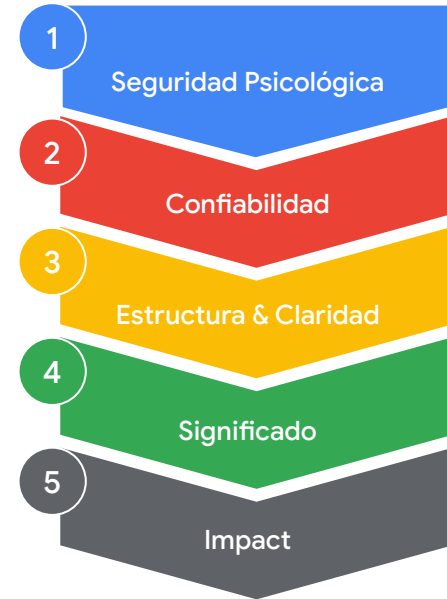 1
Seguridad Psicológica
2
Confiabilidad
3
Estructura & Claridad
4
Significado
5
Impact